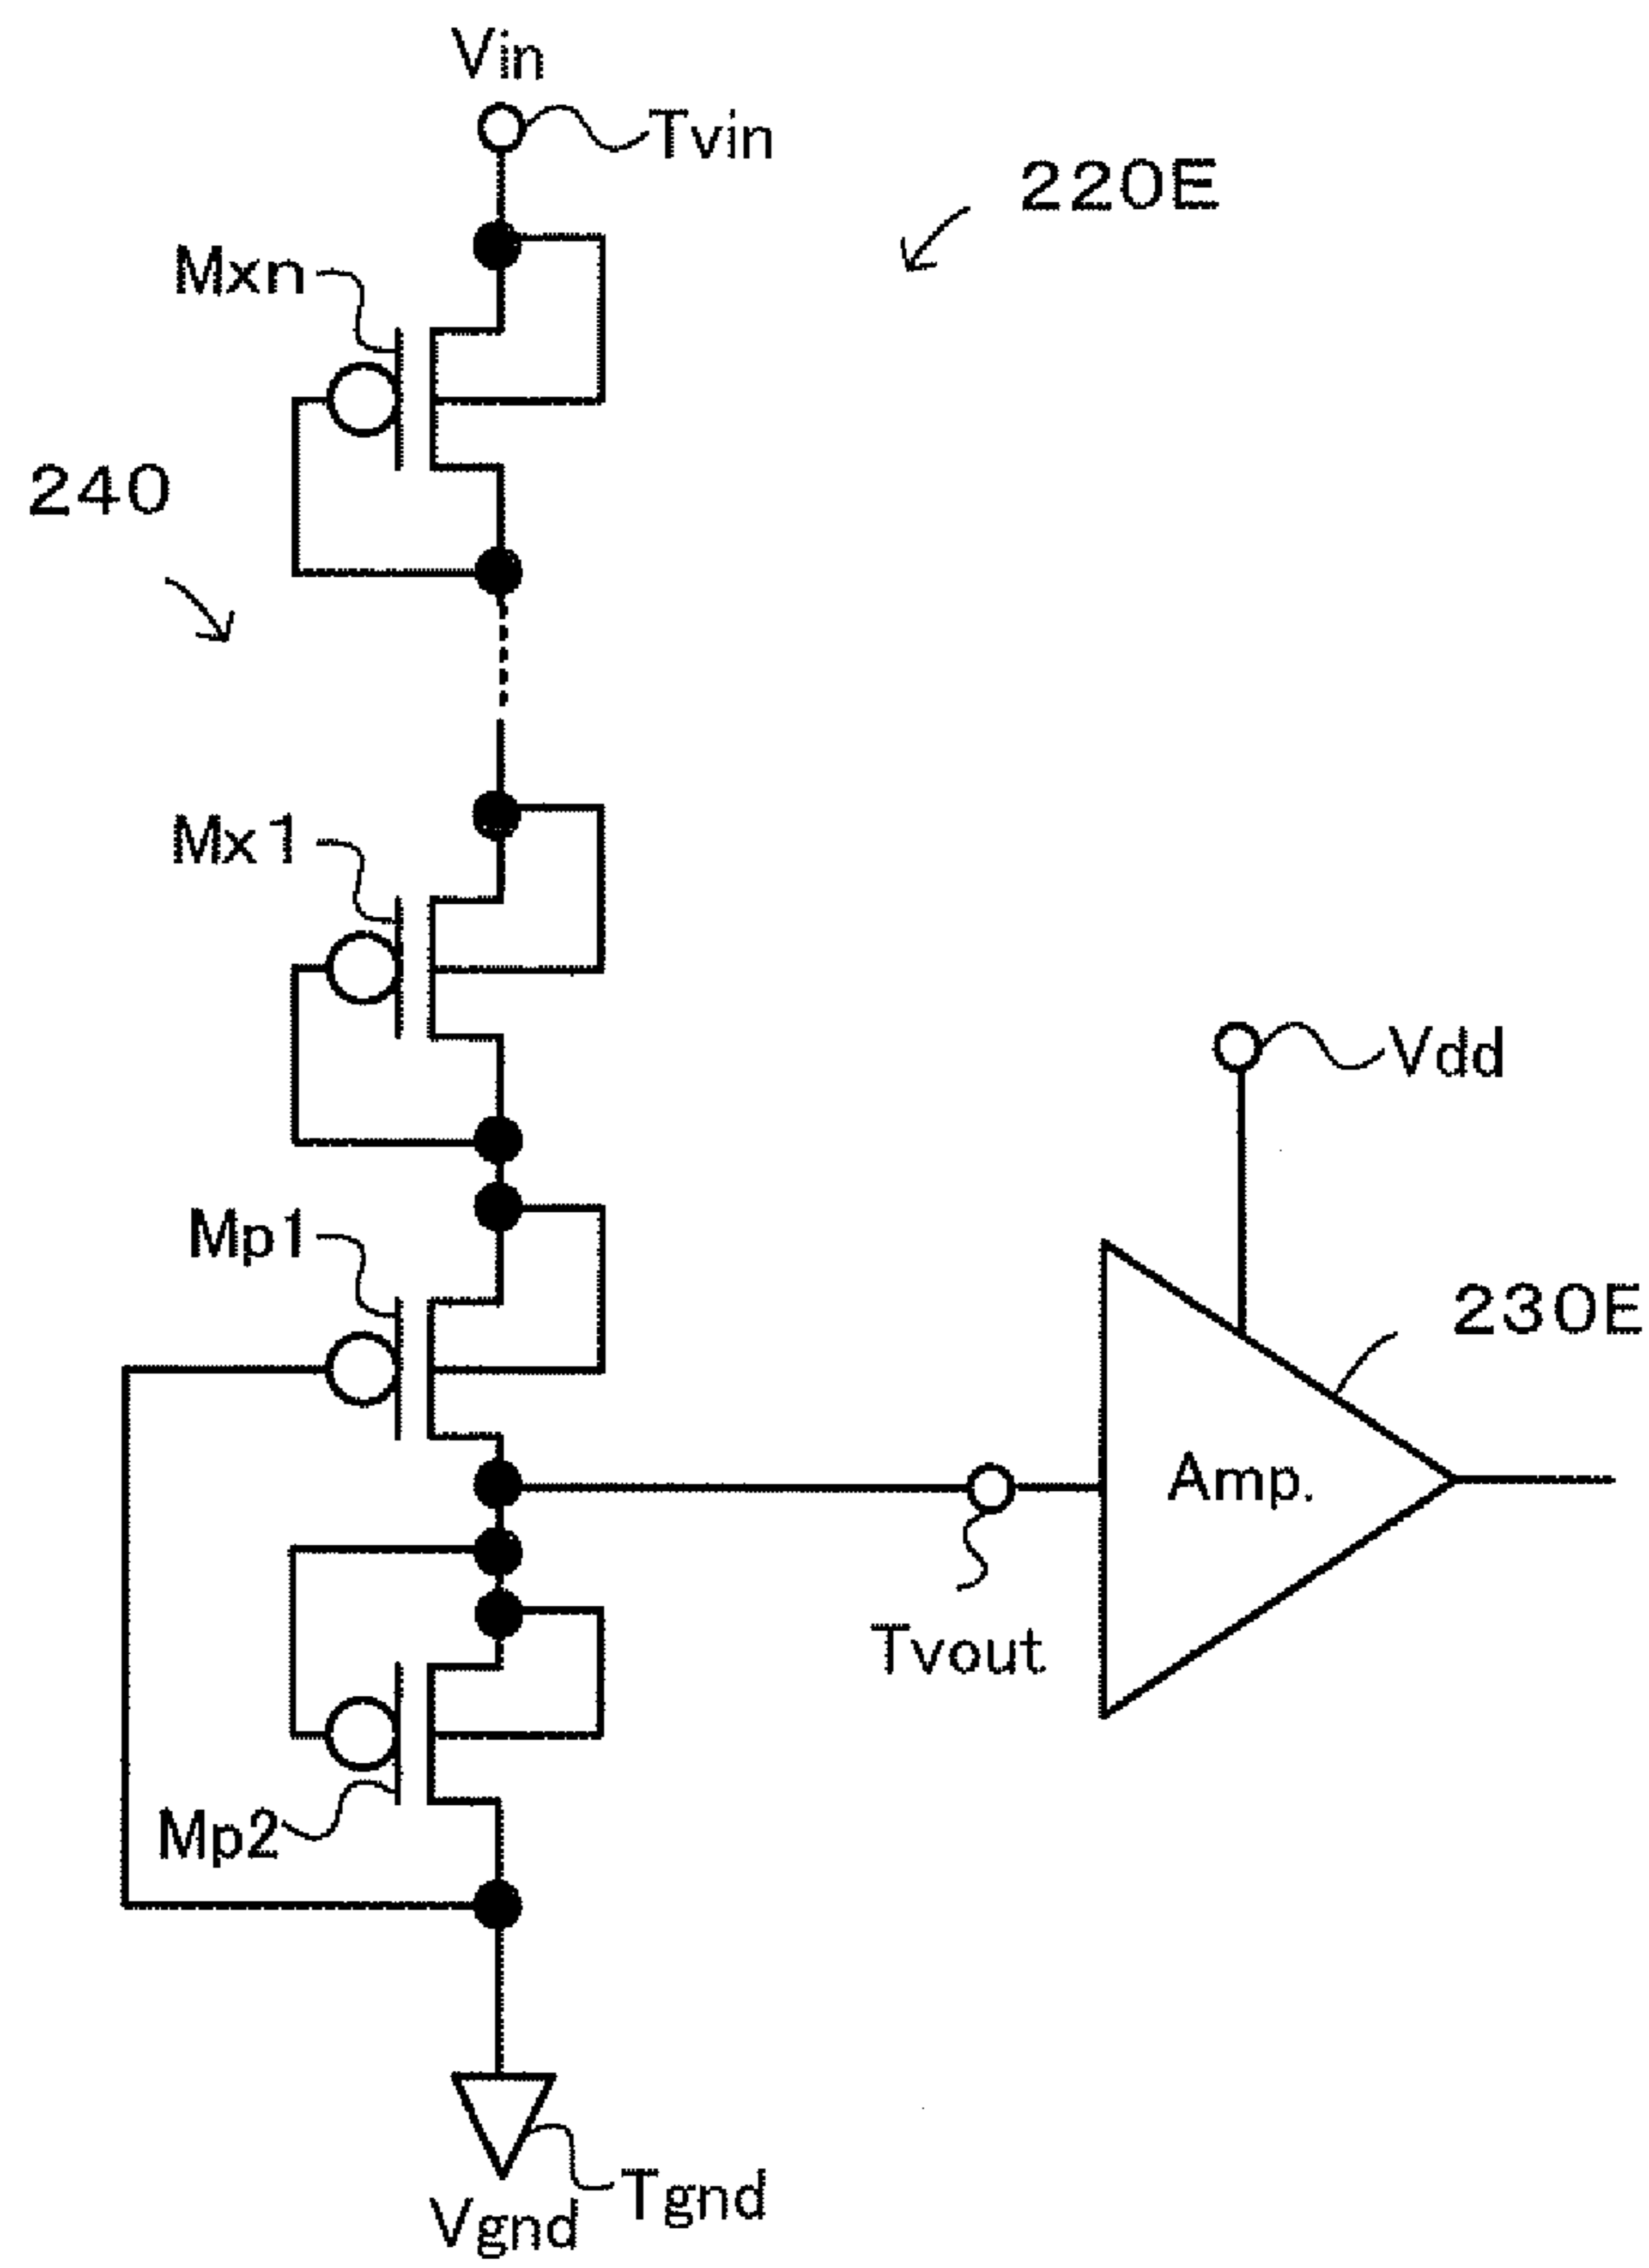 Vin
Tvin
220E
Mxn
240
Mx1
Vdd
Mp1
230E
Amp.
Tvout
Mp2
Tgnd
Vgnd